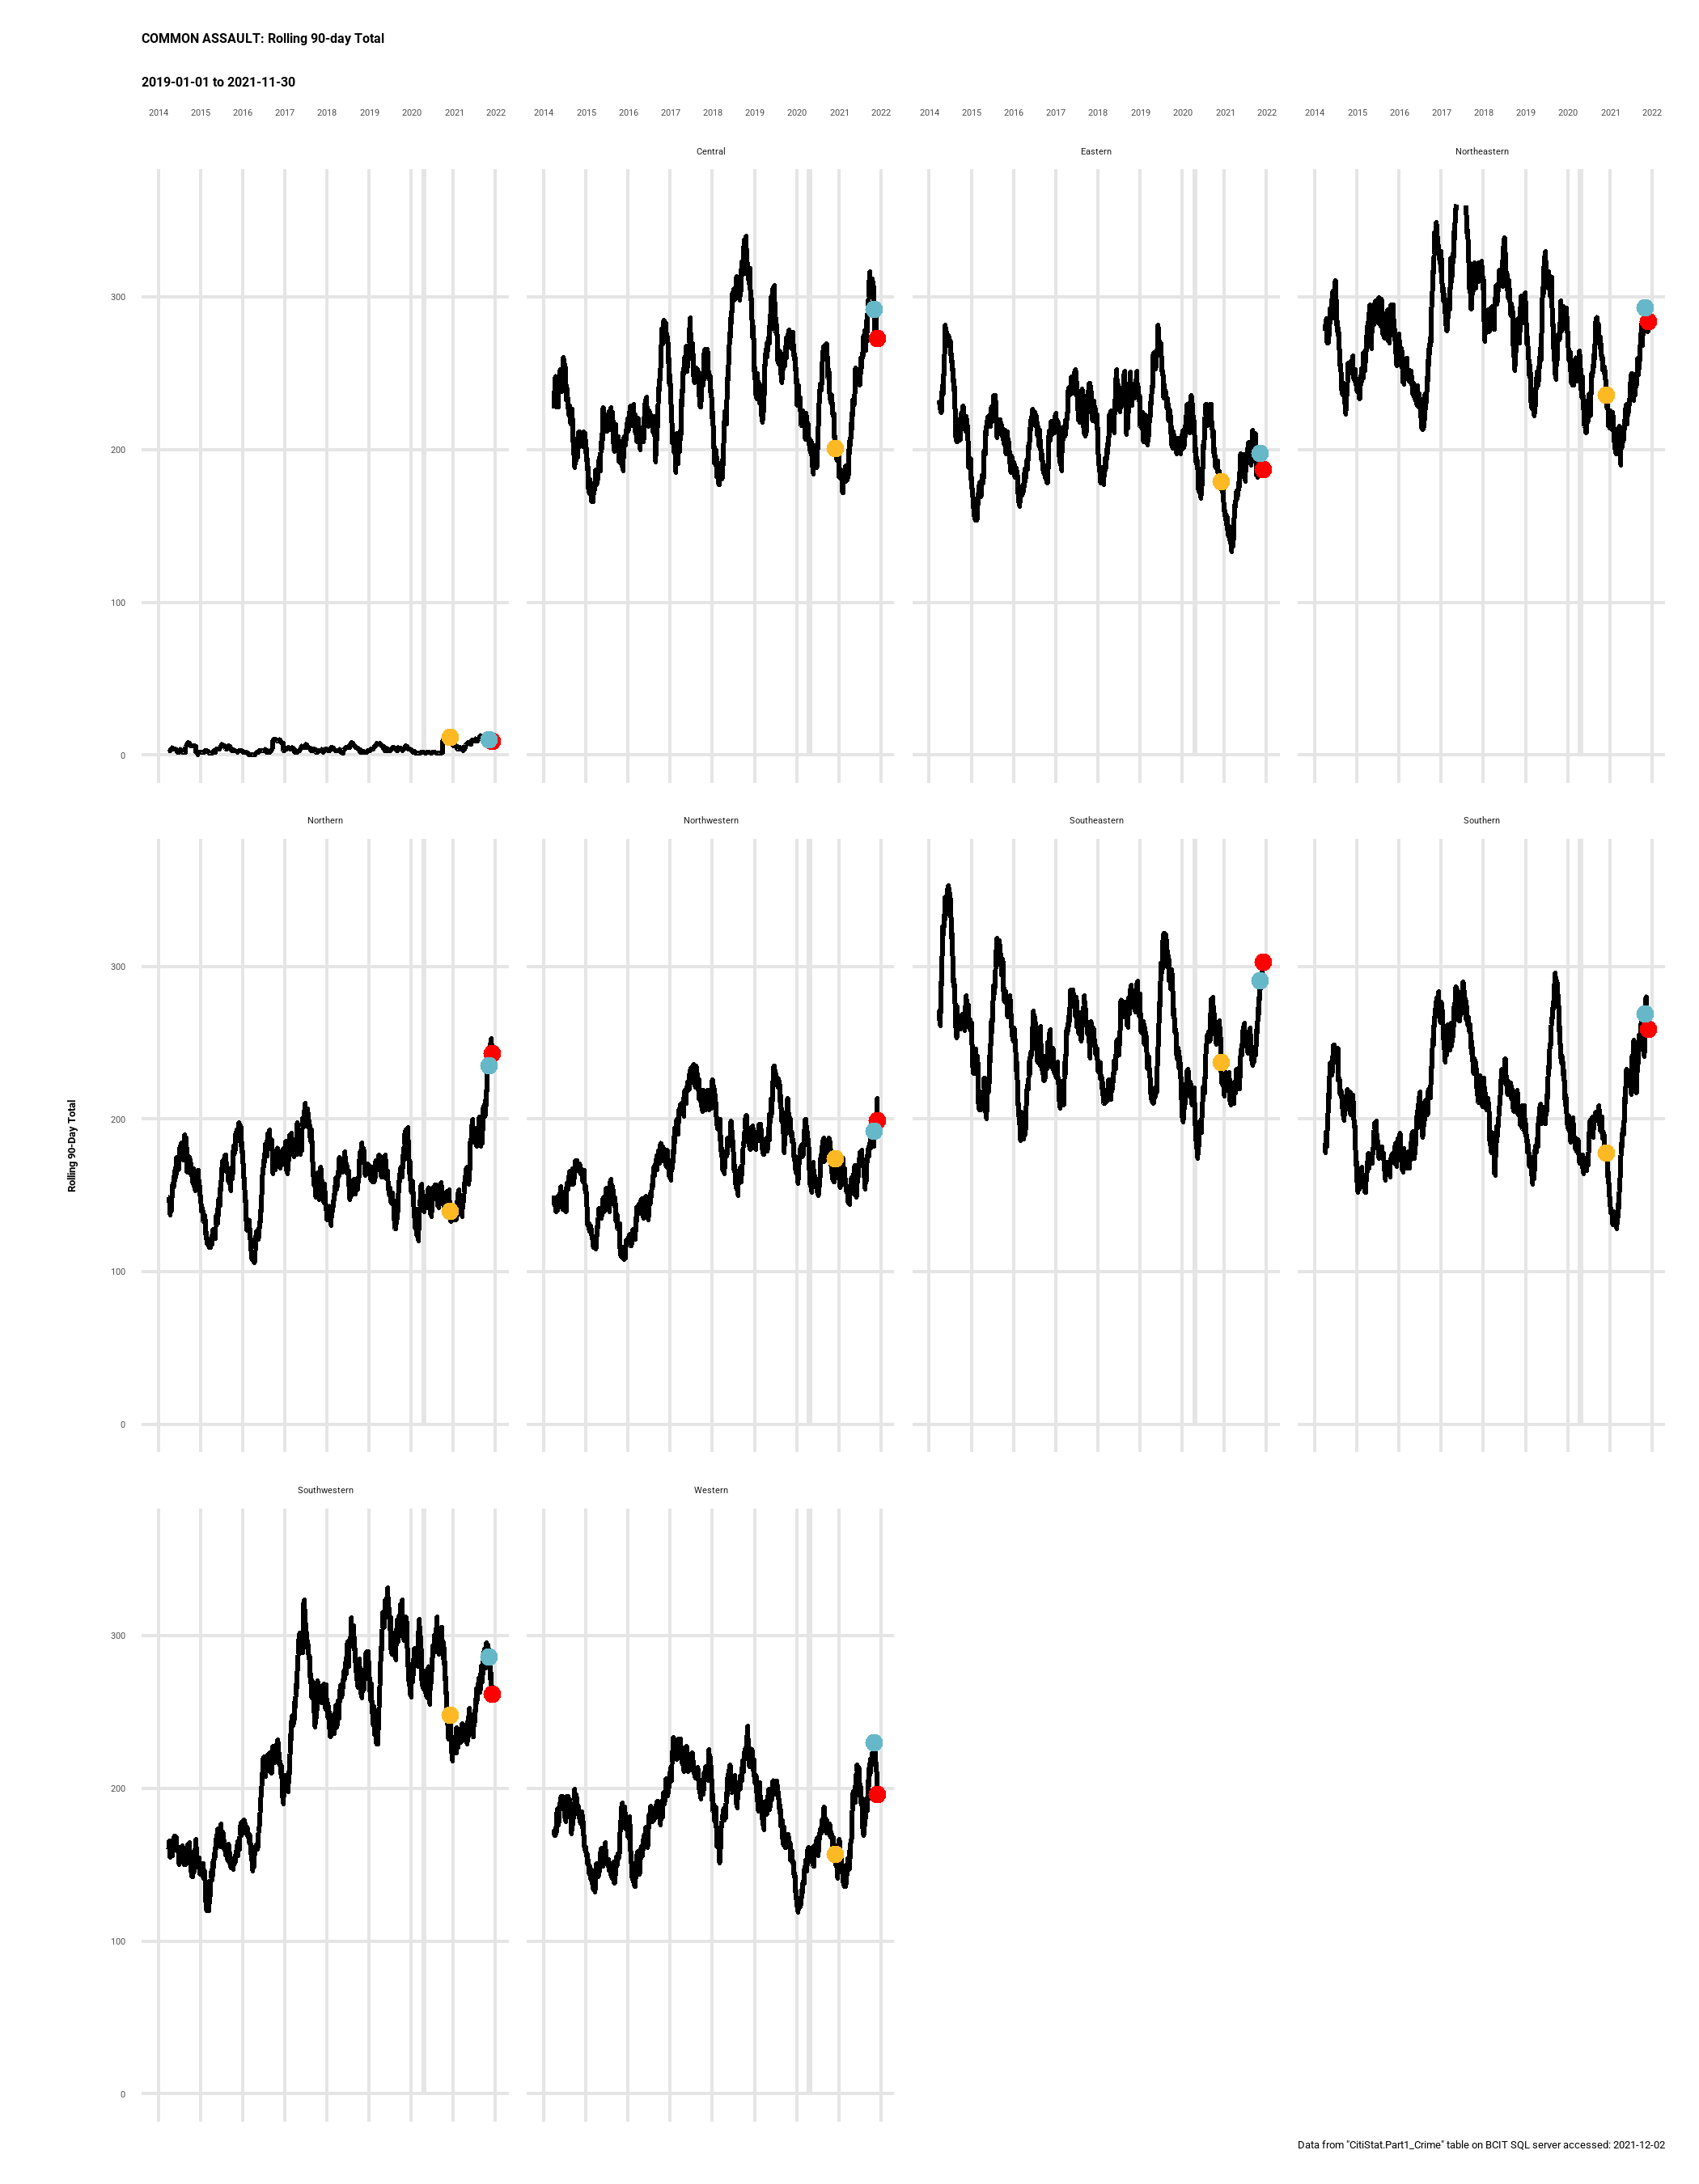 COMMON ASSAULT: Rolling 90-day Total
2019-01-01 to 2021-11-30
2014 2015 2016 2017 2018 2019 2020 2021 2022 2014 2015 2016 2017 2018 2019 2020 2021 2022 2014 2015 2016 2017 2018 2019 2020 2021 2022 2014 2015 2016 2017 2018 2019 2020 2021 2022
Central Eastern Northeastern
300
200
100
0
Northern Northwestern Southeastern Southern
300
200
100
0
Rolling 90-Day Total
Southwestern Western
300
200
100
0
Data from "CitiStat.Part1_Crime" table on BCIT SQL server accessed: 2021-12-02